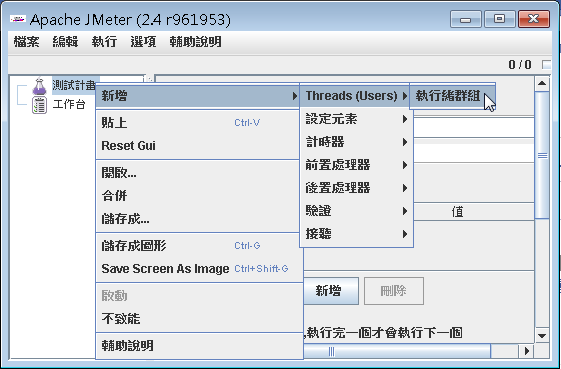 Apache JMeter (2.4 r961953)
檔案 編輯 執行 選項 輔助說明
0 / 0
測試計畫
工作台
新增
貼上 Ctrl-V
Reset Gui
開啟...
合併
儲存成...
儲存成圖形 Ctrl-G
Save Screen As Image Ctrl+Shift-G
啟動
不致能
輔助說明
Threads (Users)
設定元素
計時器
前置處理器
後置處理器
驗證
接聽
執行緒群組
值
新增 刪除
,執行完一個才會執行下一個